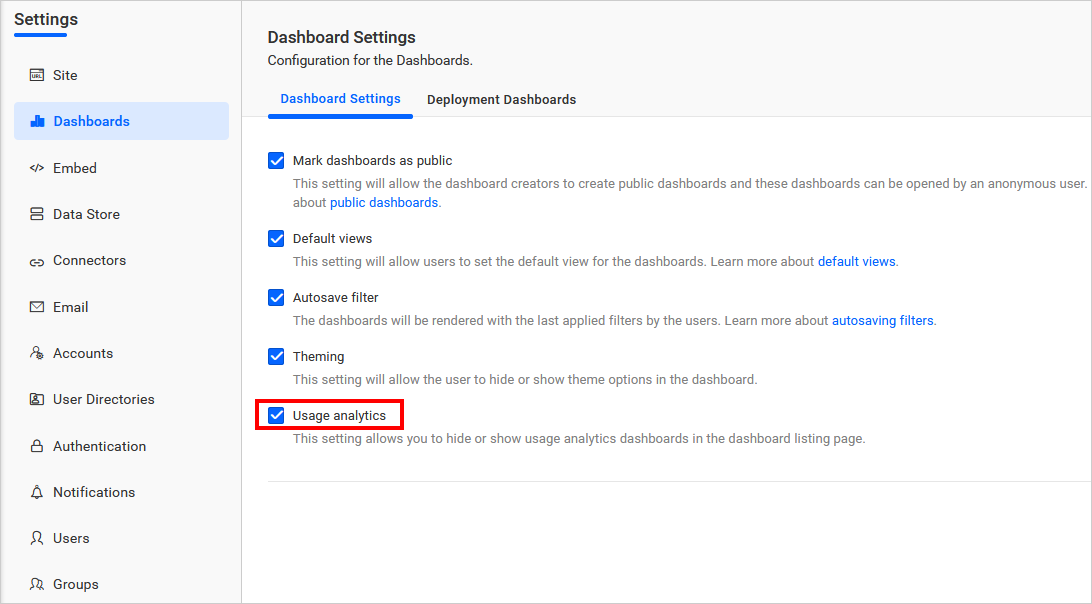 Settings
Site
Dashboards
Embed
Data Store
Connectors
Email
Accounts
User Directories
Authentication
Notifications
Users
Groups
Dashboard Settings
Configuration for the Dashboards.
Dashboard Settings
Deployment Dashboards
Mark dashboards as public
This setting will allow the dashboard creators to create public dashboards and these dashboards can be opened by an anonymous user.
about public dashboards.
Default views
This setting will allow users to set the default view for the dashboards. Learn more about default views.
Autosave filter
The dashboards will be rendered with the last applied filters by the users. Learn more about autosaving filters.
Theming
This setting will allow the user to hide or show theme options in the dashboard.
Usage analytics
This setting allows you to hide or show usage analytics dashboards in the dashboard listing page.